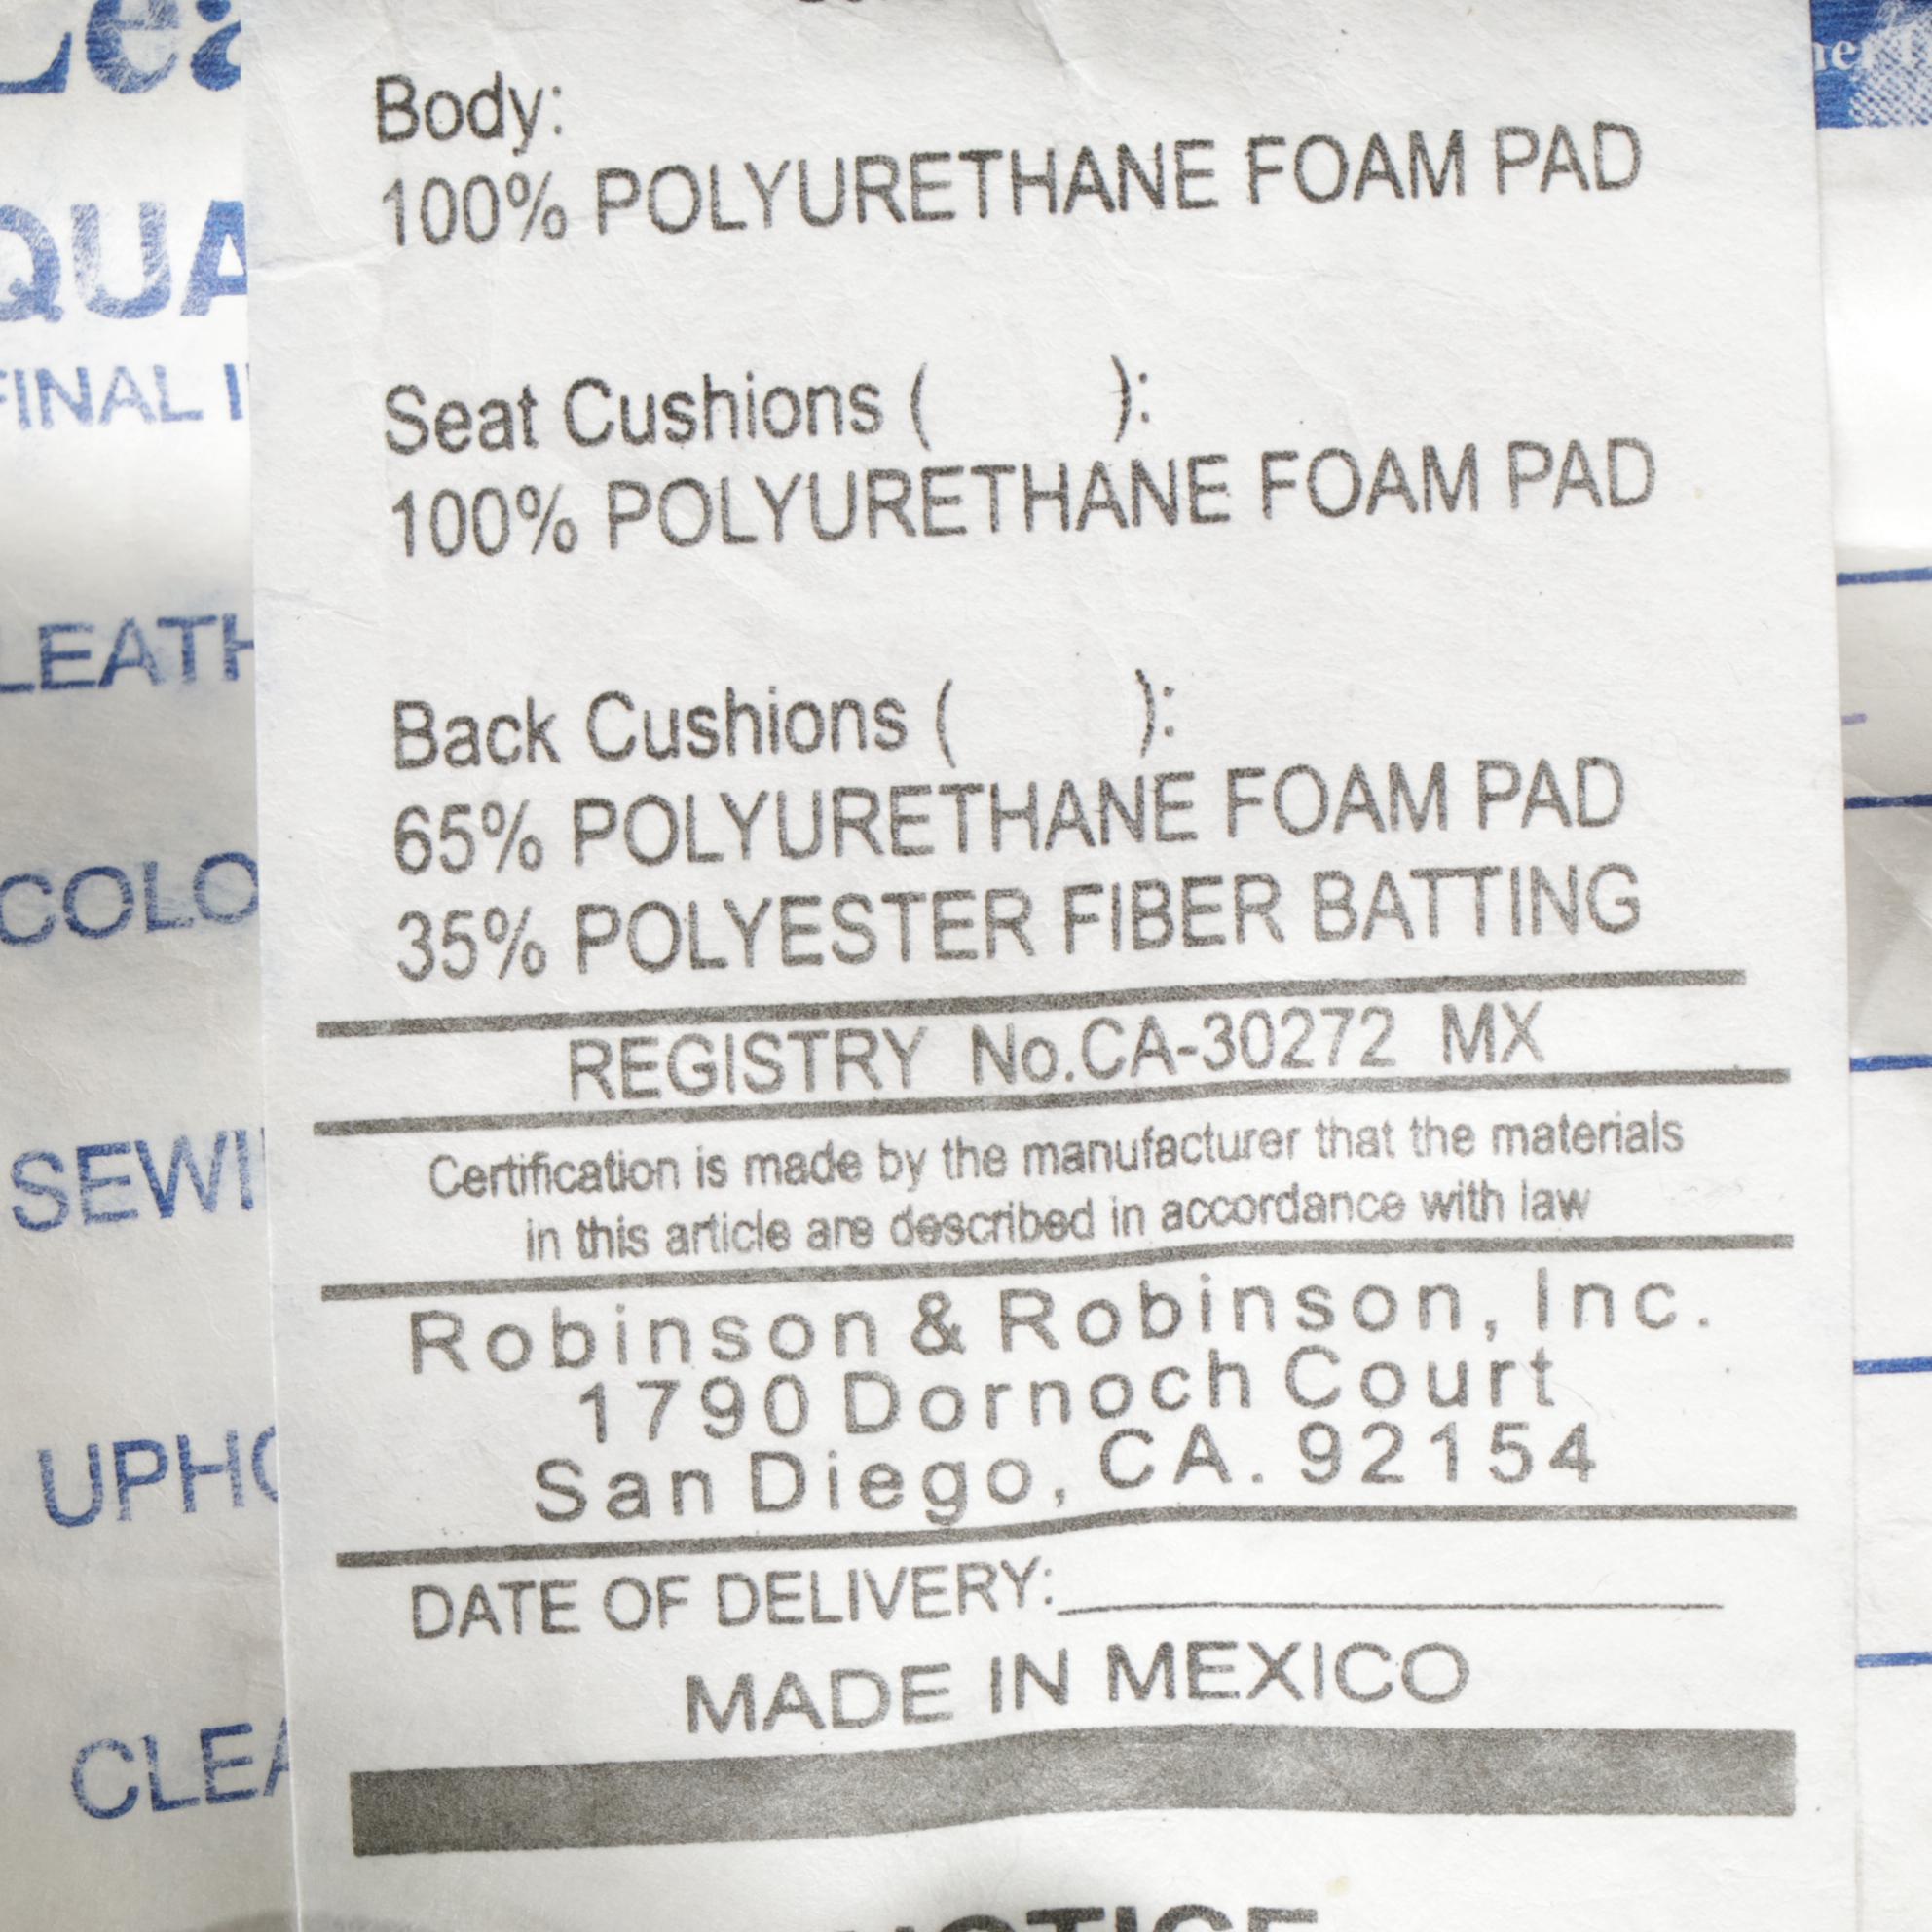 Body:
100% POLYURETHANE FOAM PAD
Seat Cushions ( ):
100% POLYURETHANE FOAM PAD
Back Cushions ( ):
65% POLYURETHANE FOAM PAD
35% POLYESTER FIBER BATTING
REGISTRY No.CA-30272 MX
Certification is made by the manufacturer that the materials
in this article are described in accordance with law
Robinson & Robinson, Inc.
1790 Dornoch Court
San Diego, CA. 92154
DATE OF DELIVERY:
MADE IN MEXICO
NOTICE
Lea
QUA
FINAL I
LEATH
COLO
SEWI
UPHO
CLEA